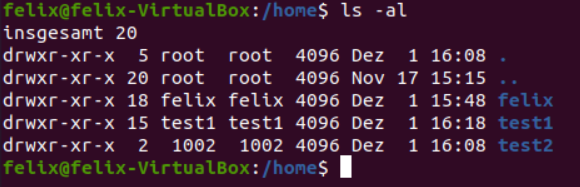 felix@felix-VirtualBox:/home$ ls -al
insgesamt 20
drwxr-xr-x  5 root  root  4096 Dez  1 16:08 .
drwxr-xr-x 20 root  root  4096 Nov 17 15:15 ..
drwxr-xr-x 18 felix felix 4096 Dez  1 15:48 felix
drwxr-xr-x 15 test1 test1 4096 Dez  1 16:18 test1
drwxr-xr-x  2  1002  1002 4096 Dez  1 16:08 test2
felix@felix-VirtualBox:/home$